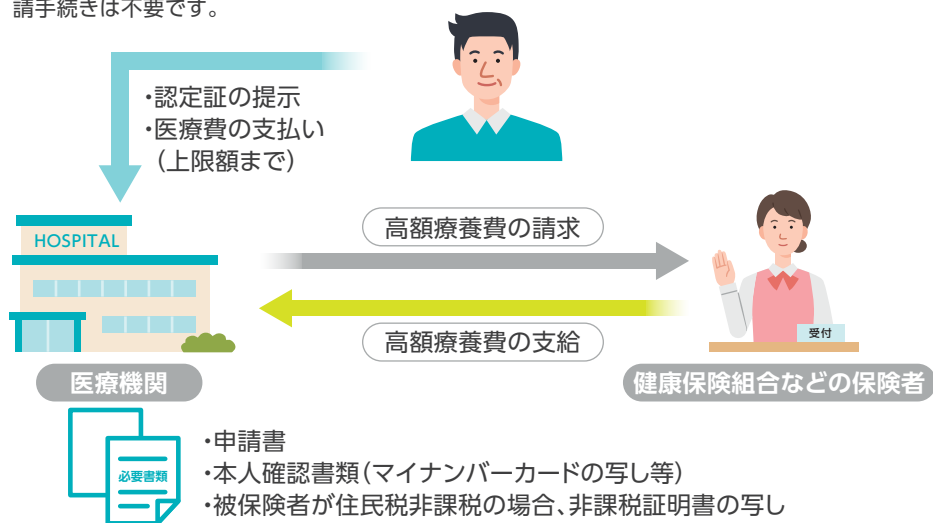 請手続きは不要です。
・認定証の提示
・医療費の支払い
（上限額まで）
HOSPITAL
高額療養費の請求
高額療養費の支給
受付
医療機関
健康保険組合などの保険者
必要書類
・申請書
・本人確認書類（マイナンバーカードの写し等）
・被保険者が住民税非課税の場合、非課税証明書の写し